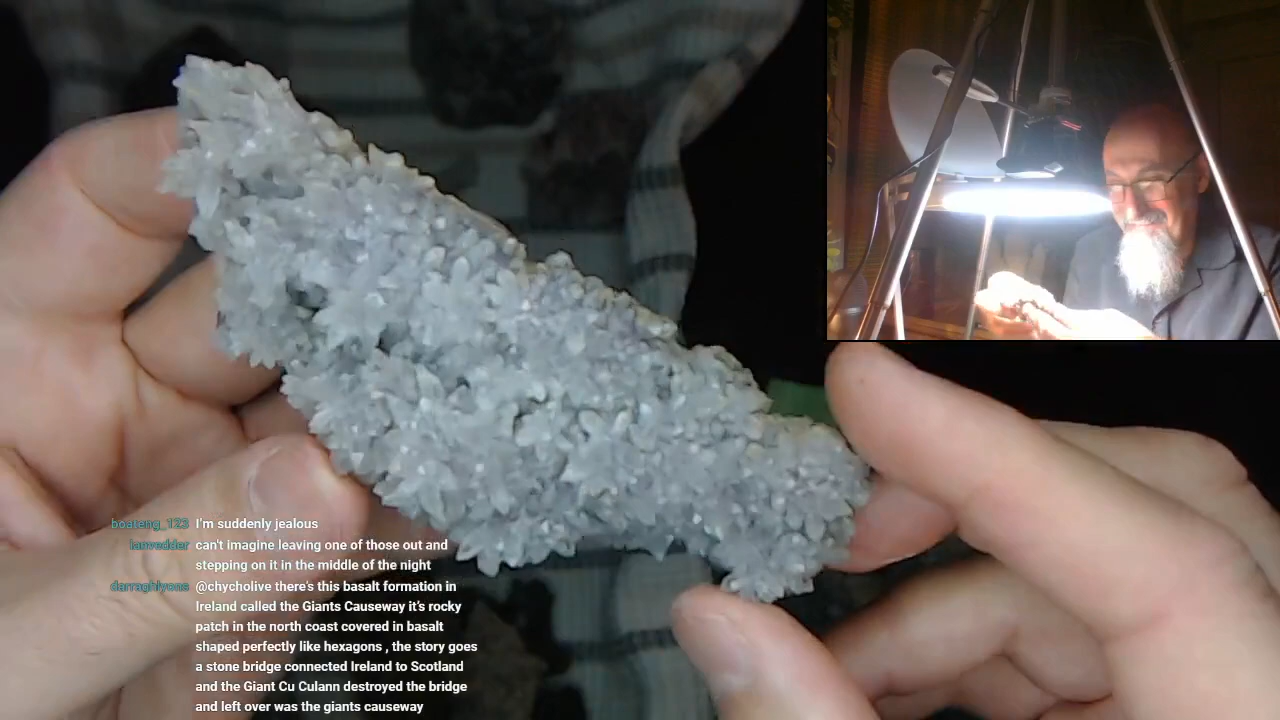 boateng_123 I'm suddenly jealous
ianvedder can't imagine leaving one of those out and
stepping on it in the middle of the night
darraghlyons @chycholive there's this basalt formation in
Ireland called the Giants Causeway it's rocky
patch in the north coast covered in basalt
shaped perfectly like hexagons , the story goes
a stone bridge connected Ireland to Scotland
and the Giant Cu Culann destroyed the bridge
and left over was the giants causeway